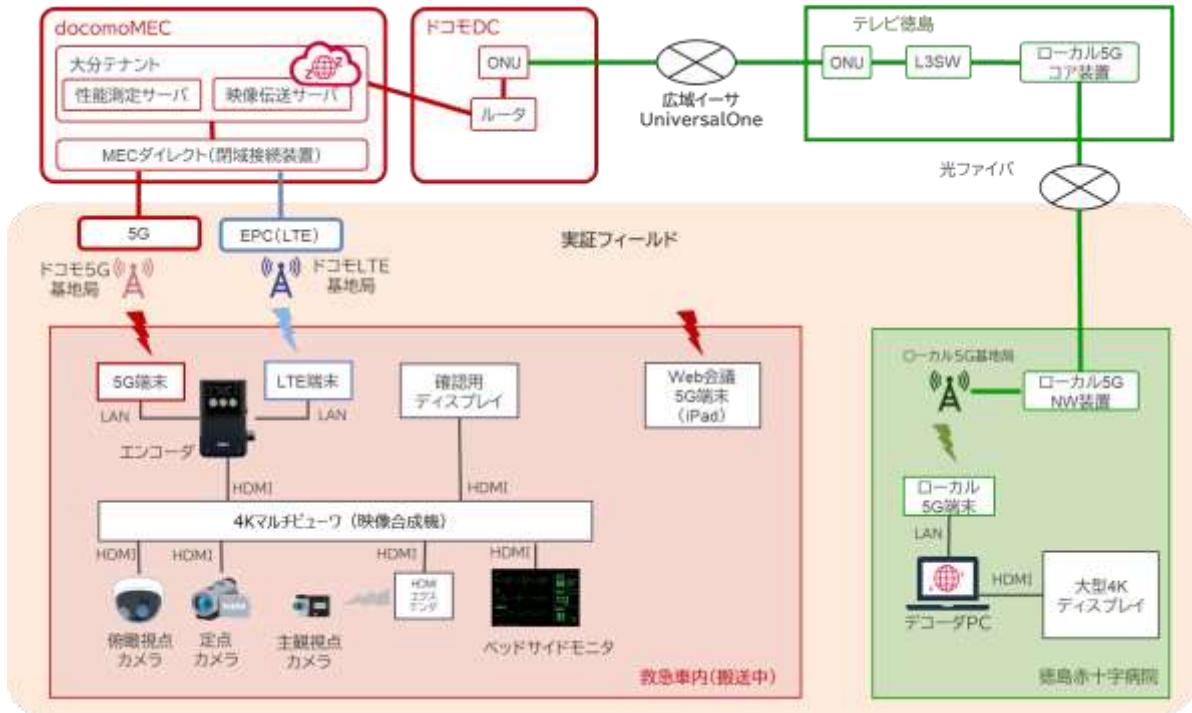 docomoMEC
大分テナント
性能測定サーバ
映像伝送サーバ
MECダイレクト(閉域接続装置)
ドコモDC
ONU
ルータ
広域イーサ
UniversalOne
テレビ徳島
ONU
L3SW
ローカル5G
コア装置
光ファイバ
5G
EPC(LTE)
実証フィールド
ドコモ5G
基地局
ドコモLTE
基地局
5G端末
LTE端末
LAN
LAN
エンコーダ
確認用
ディスプレイ
Web会議
5G端末
(iPad)
HDMI
HDMI
4Kマルチビューワ(映像合成機)
HDMI
HDMI
HDMI
HDMI
HDMI
エクス
テンダ
俯瞰視点
カメラ
定点
カメラ
主観視点
カメラ
ベッドサイドモニタ
救急車内(搬送中)
ローカル5G基地局
ローカル5G
NW装置
ローカル
5G端末
LAN
HDMI
デコーダPC
大型4K
ディスプレイ
徳島赤十字病院